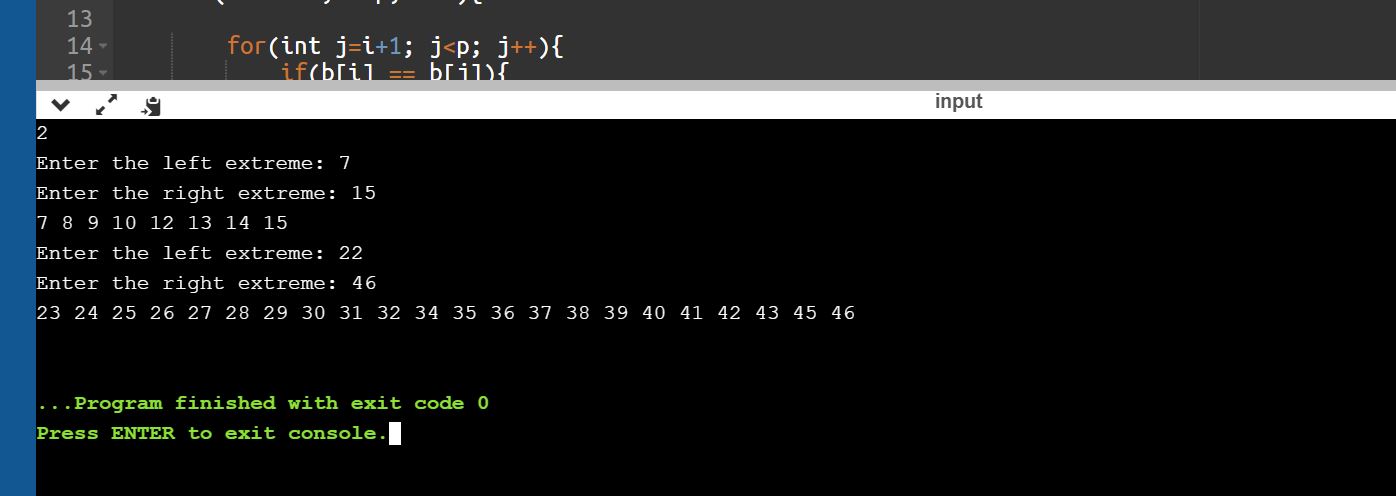 13
14 for(int j=i+1; j<p; j++){
15 if(b[i] == b[j]){
input
2
Enter the left extreme: 7
Enter the right extreme: 15
7 8 9 10 12 13 14 15
Enter the left extreme: 22
Enter the right extreme: 46
23 24 25 26 27 28 29 30 31 32 34 35 36 37 38 39 40 41 42 43 45 46
...Program finished with exit code 0
Press ENTER to exit console.